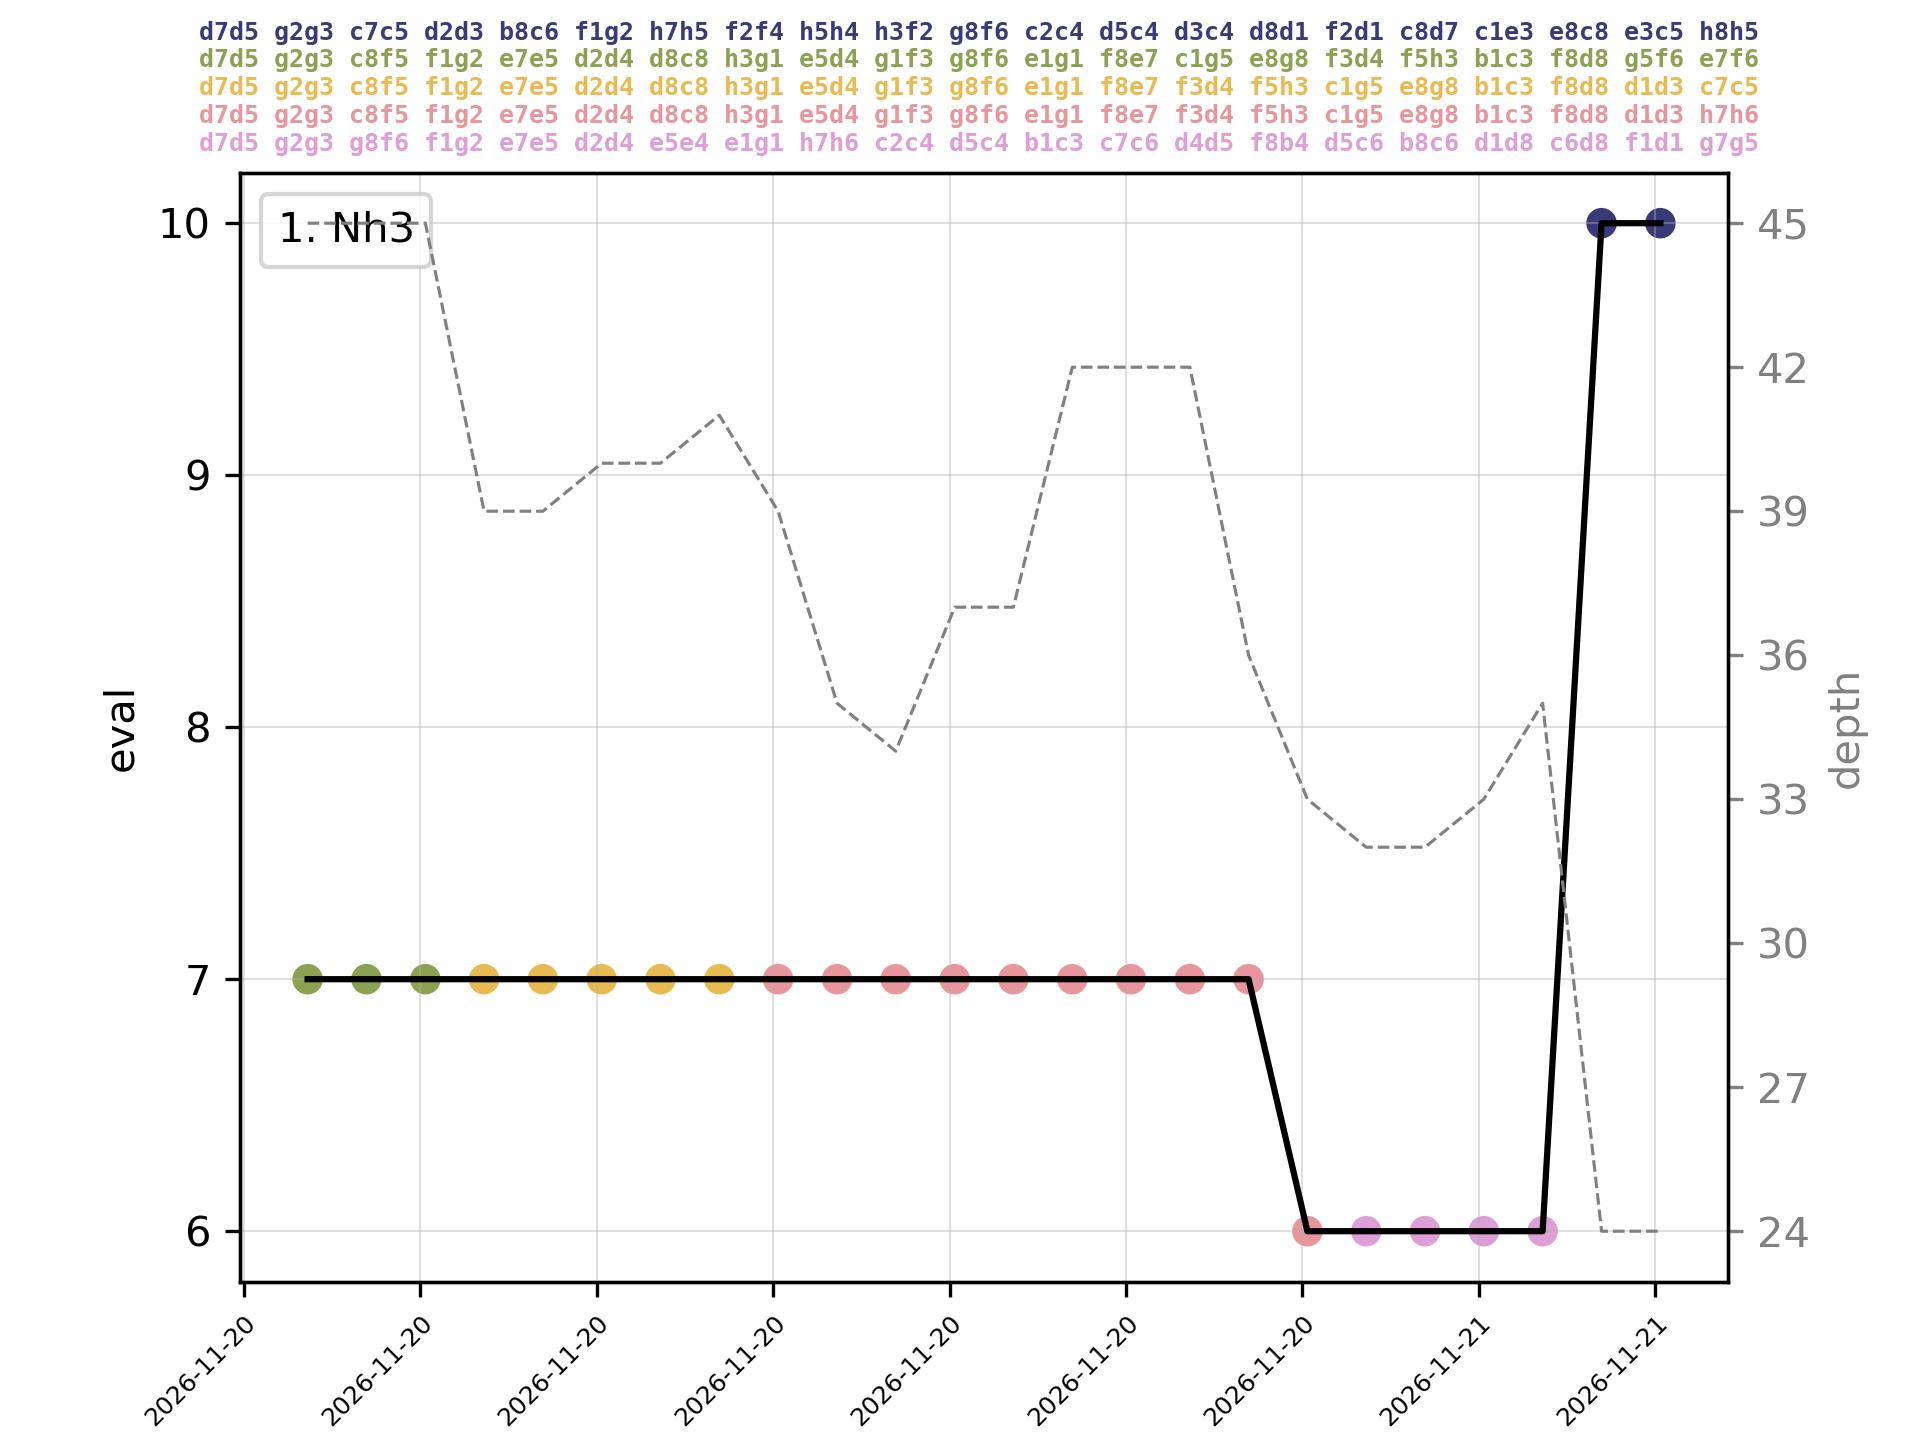 d7d5 g2g3 c7c5 d2d3 b8c6 f1g2 h7h5 f2f4 h5h4 h3f2 g8f6 c2c4 d5c4 d3c4 d8d1 f2d1 c8d7 c1e3 e8c8 e3c5 h8h5
d7d5 g2g3 c8f5 f1g2 e7e5 d2d4 d8c8 h3g1 e5d4 g1f3 g8f6 e1g1 f8e7 c1g5 e8g8 f3d4 f5h3 b1c3 f8d8 g5f6 e7f6
d7d5 g2g3 c8f5 f1g2 e7e5 d2d4 d8c8 h3g1 e5d4 g1f3 g8f6 e1g1 f8e7 f3d4 f5h3 c1g5 e8g8 b1c3 f8d8 d1d3 c7c5
d7d5 g2g3 c8f5 f1g2 e7e5 d2d4 d8c8 h3g1 e5d4 g1f3 g8f6 e1g1 f8e7 f3d4 f5h3 c1g5 e8g8 b1c3 f8d8 d1d3 h7h6
d7d5 g2g3 g8f6 f1g2 e7e5 d2d4 e5e4 e1g1 h7h6 c2c4 d5c4 b1c3 c7c6 d4d5 f8b4 d5c6 b8c6 d1d8 c6d8 f1d1 g7g5
1. Nh3
10
9
8
7
6
eval
45
42
39
36
33
30
27
24
depth
2026-11-20
2026-11-20
2026-11-20
2026-11-20
2026-11-20
2026-11-20
2026-11-20
2026-11-21
2026-11-21